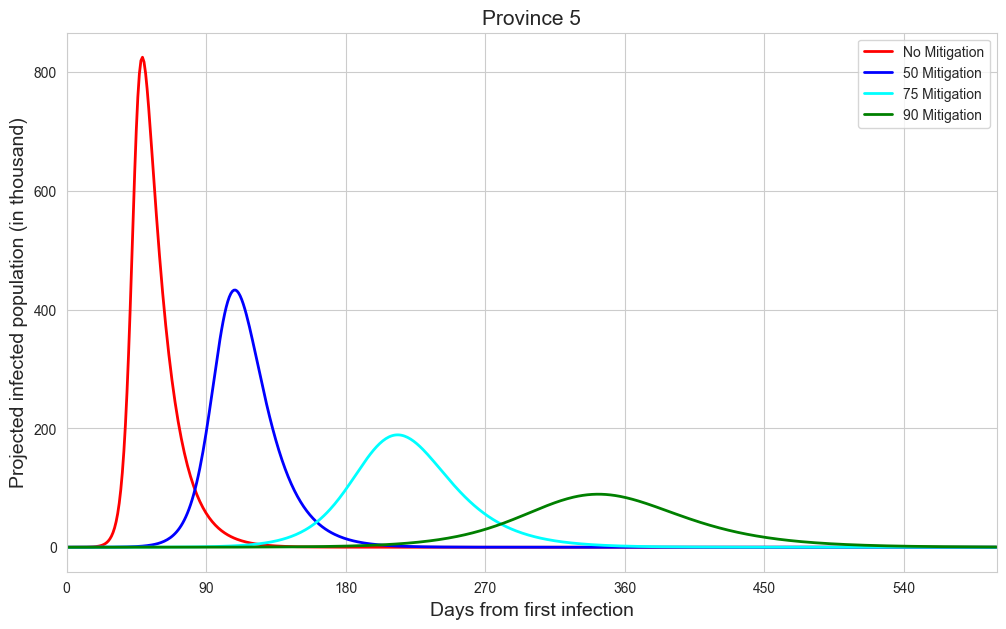 Province 5
No Mitigation
50 Mitigation
75 Mitigation
90 Mitigation
Projected infected population (in thousand)
800
600
400
200
0
0 90 180 270 360 450 540
Days from first infection